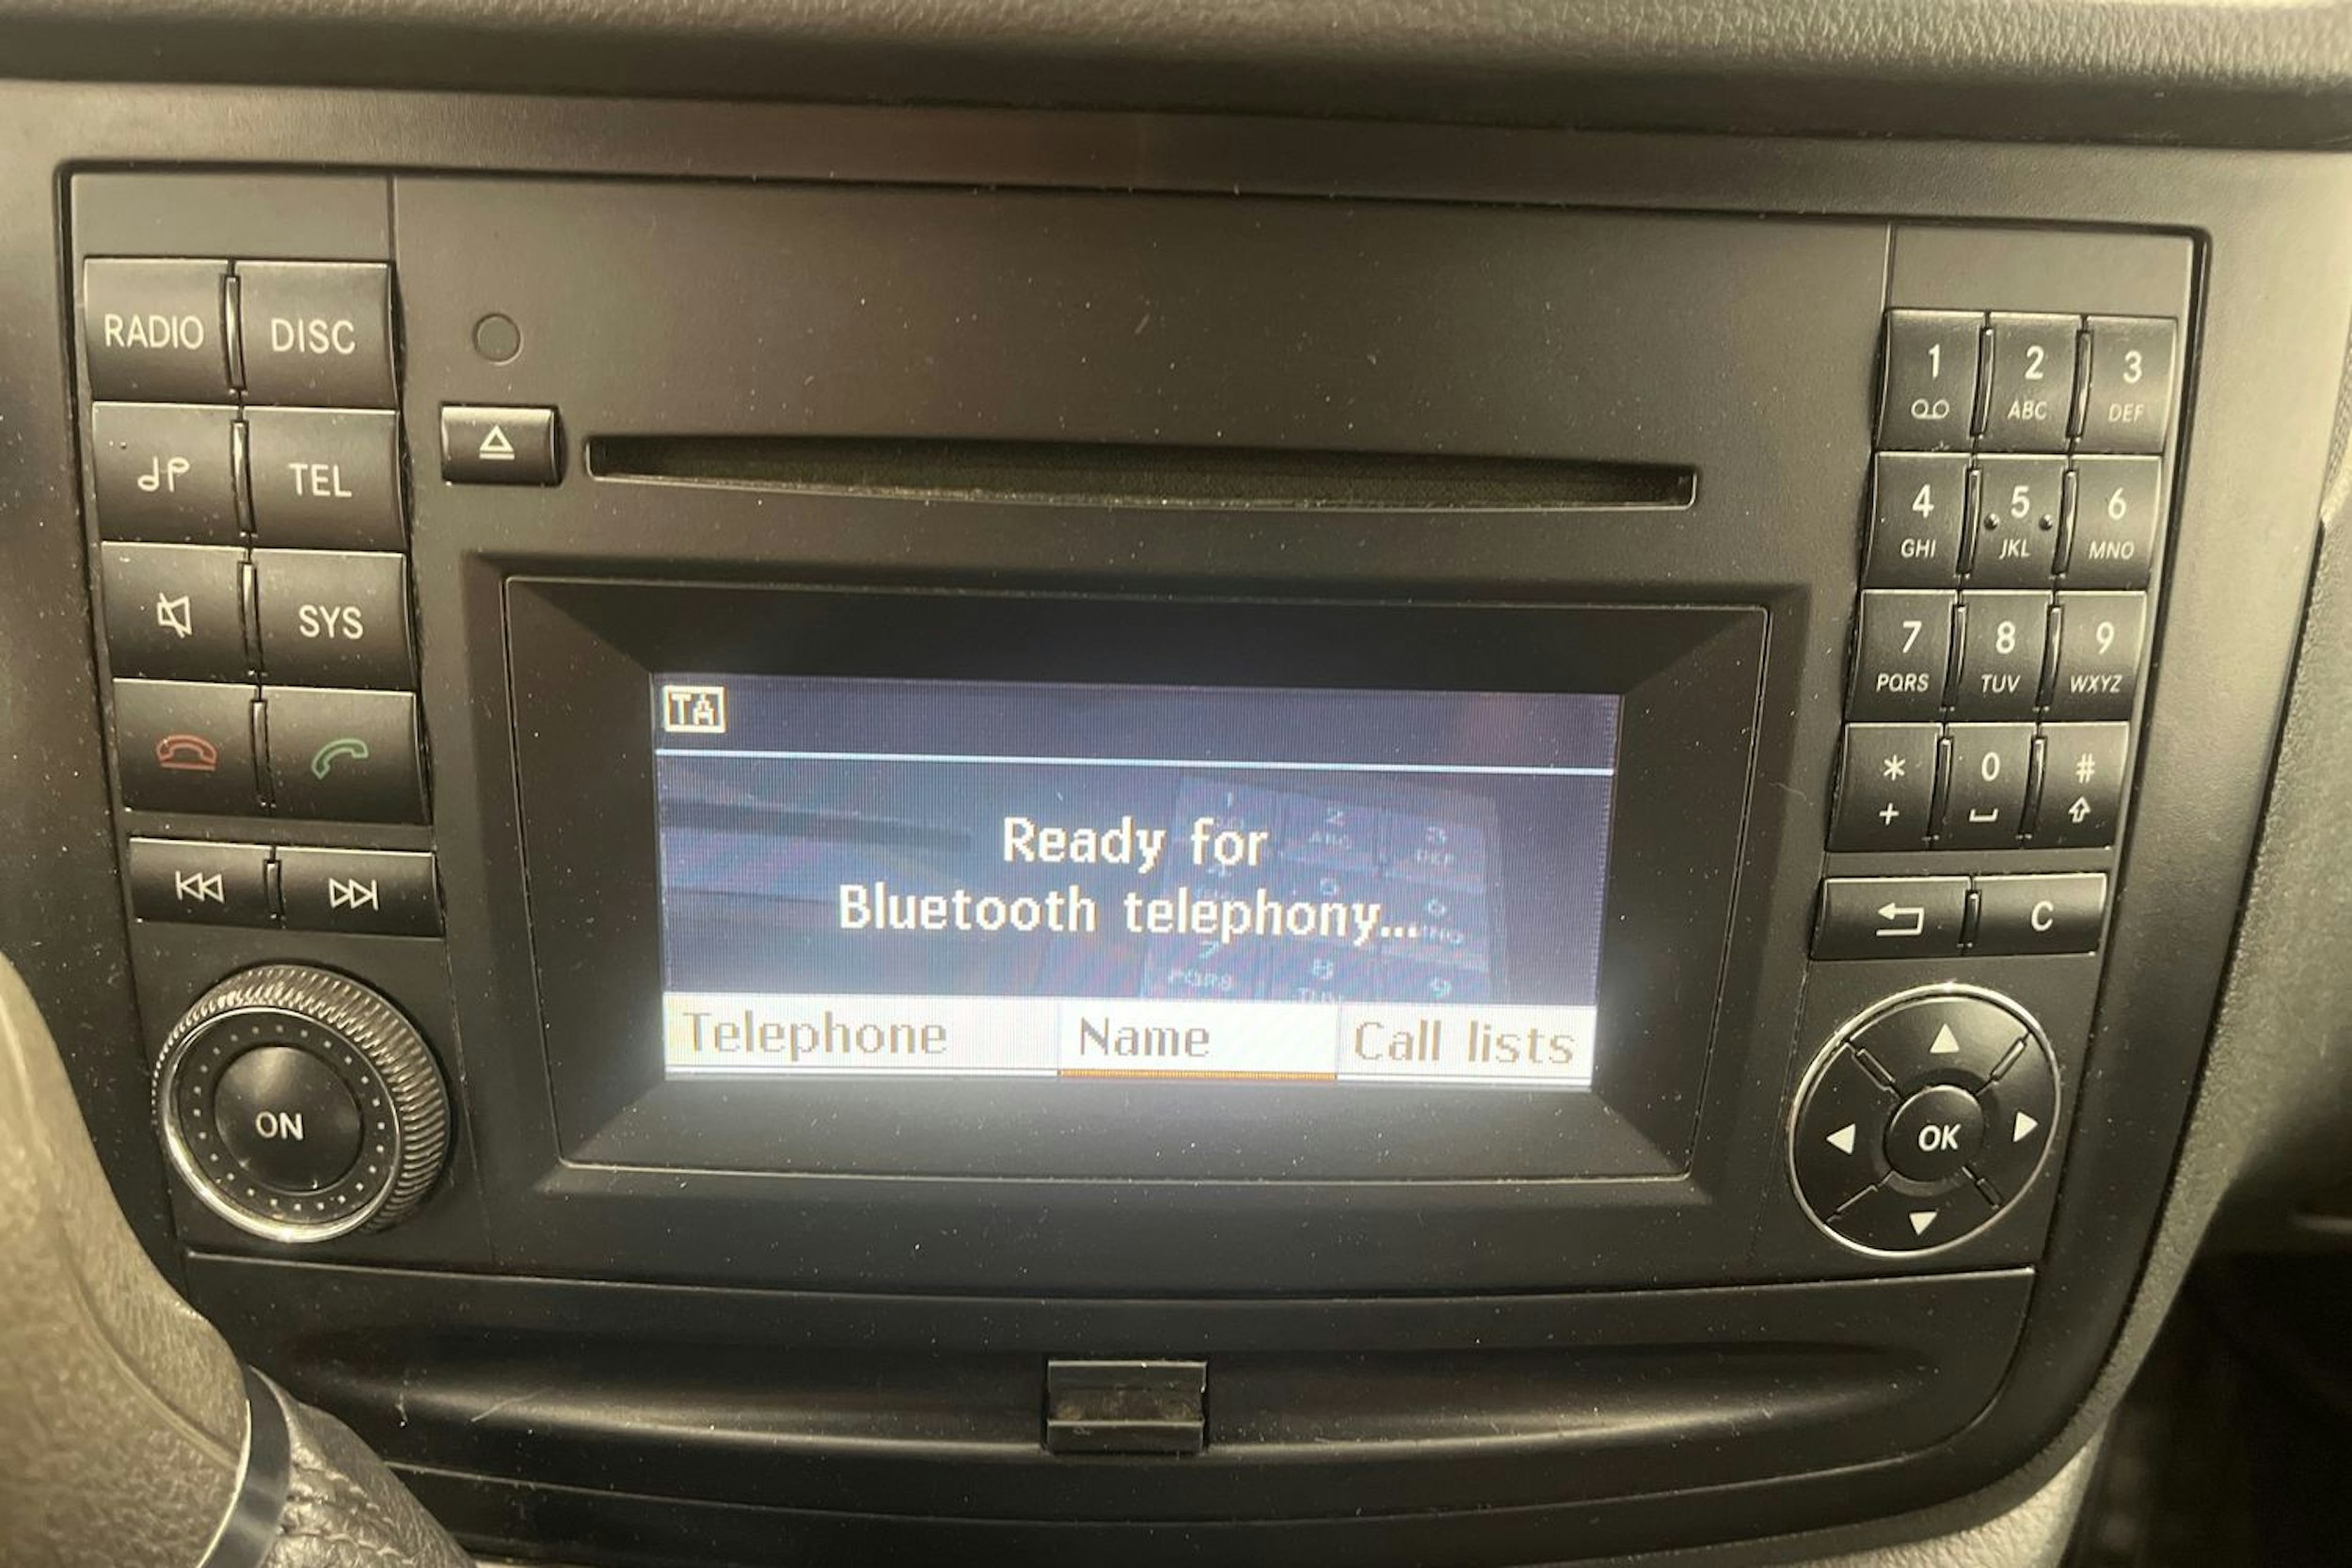 RADIO DISC
TEL
SYS
ON
TA
Ready for
Bluetooth telephony...
Telephone Name Call lists
1 2 3
ABC DEF
4 5 6
GHI JKL MNO
7 8 9
PQRS TUV WXYZ
* 0 #
+
C
OK